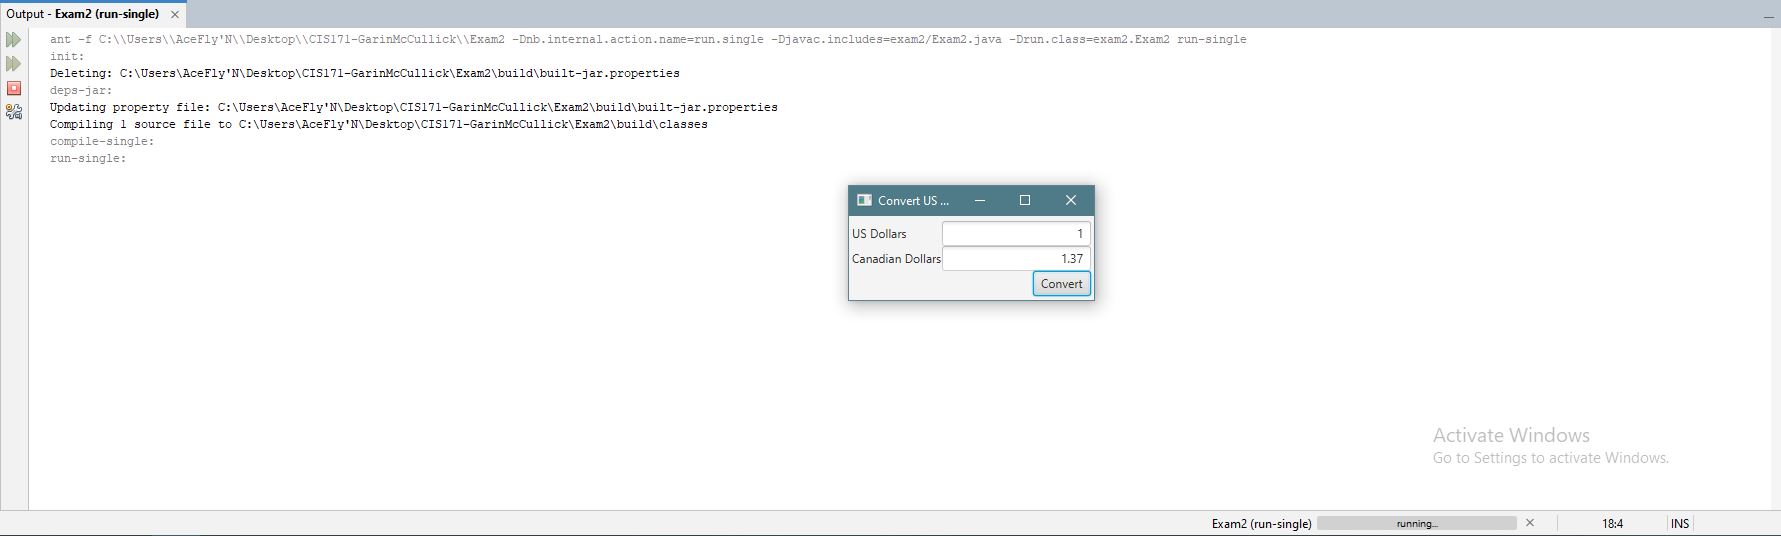 Output - Exam2 (run-single)
ant -f C:\\Users\\AceFly'N\\Desktop\\CIS171-GarinMcCullick\\Exam2 -Dnb.internal.action.name=run.single -Djavac.includes=exam2/Exam2.java -Drun.class=exam2.Exam2 run-single
init:
Deleting: C:\Users\AceFly'N\Desktop\CIS171-GarinMcCullick\Exam2\build\built-jar.properties
deps-jar:
Updating property file: C:\Users\AceFly'N\Desktop\CIS171-GarinMcCullick\Exam2\build\built-jar.properties
Compiling 1 source file to C:\Users\AceFly'N\Desktop\CIS171-GarinMcCullick\Exam2\build\classes
compile-single:
run-single:
Convert US ...
US Dollars 1
Canadian Dollars 1.37
Convert
Activate Windows
Go to Settings to activate Windows.
Exam2 (run-single) running... 18:4 INS